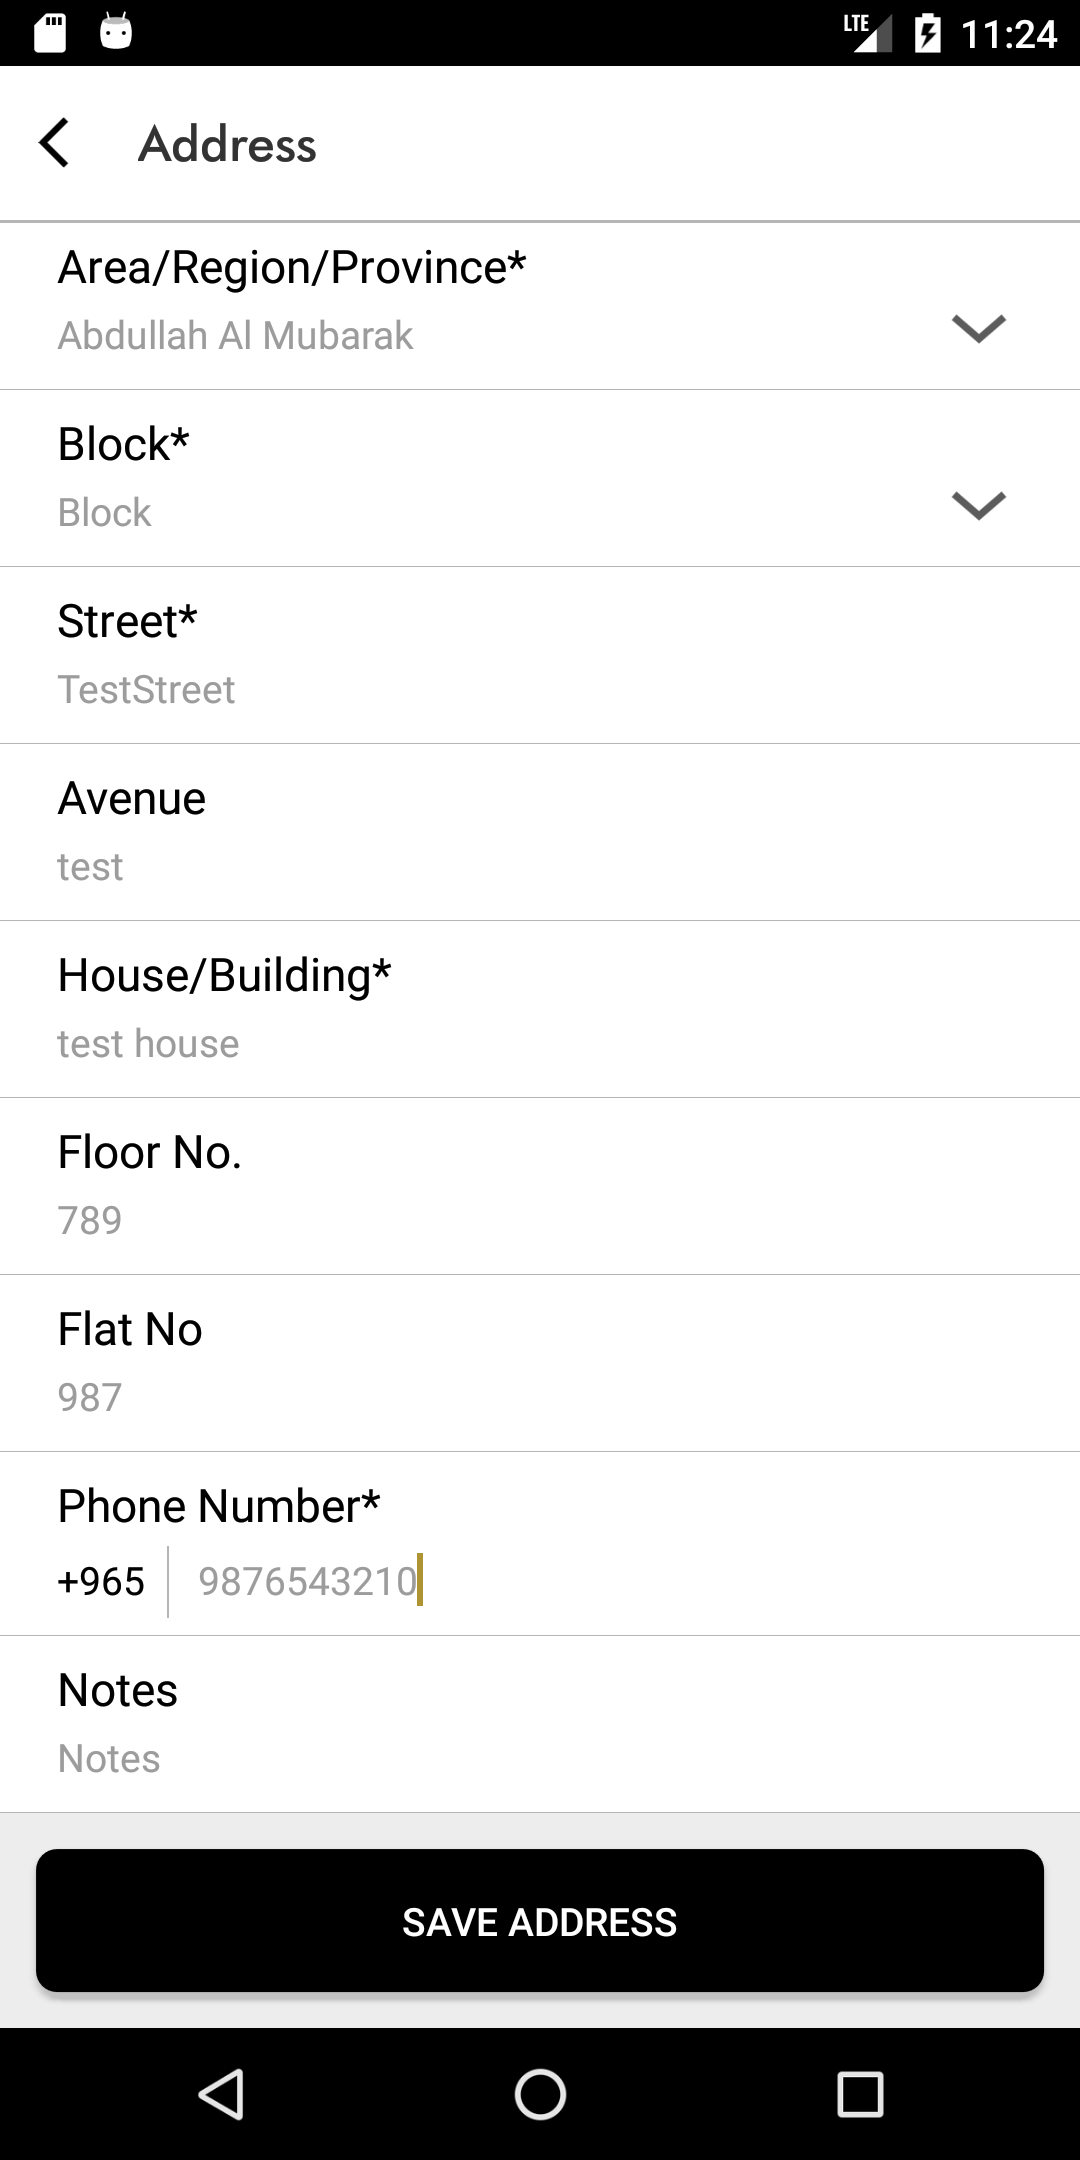 LTE 11:24
Address
Area/Region/Province*
Abdullah Al Mubarak
Block*
Block
Street*
TestStreet
Avenue
test
House/Building*
test house
Floor No.
789
Flat No
987
Phone Number*
+965 9876543210
Notes
Notes
SAVE ADDRESS